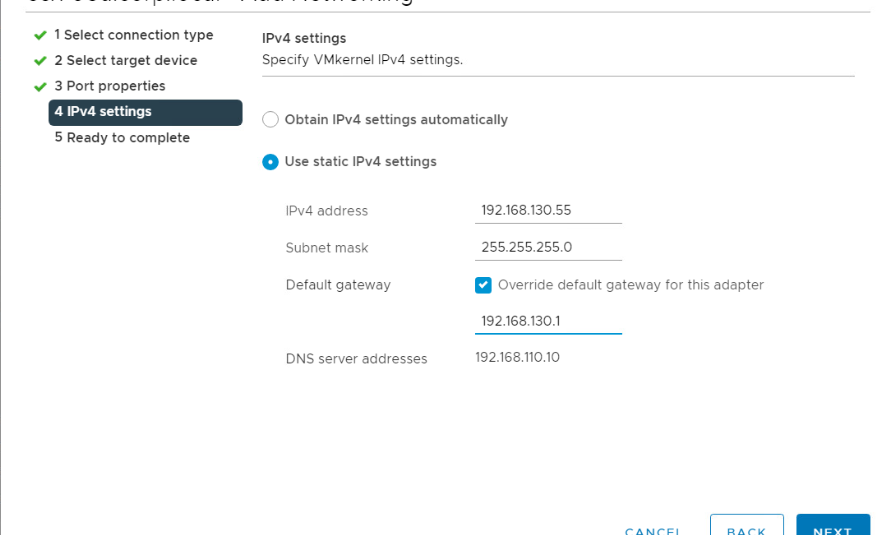 1 Select connection type
2 Select target device
3 Port properties
4 IPv4 settings
5 Ready to complete
IPv4 settings
Specify VMkernel IPv4 settings.
Obtain IPv4 settings automatically
Use static IPv4 settings
IPv4 address 192.168.130.55
Subnet mask 255.255.255.0
Default gateway Override default gateway for this adapter
192.168.130.1
DNS server addresses 192.168.110.10
CANCEL BACK NEXT